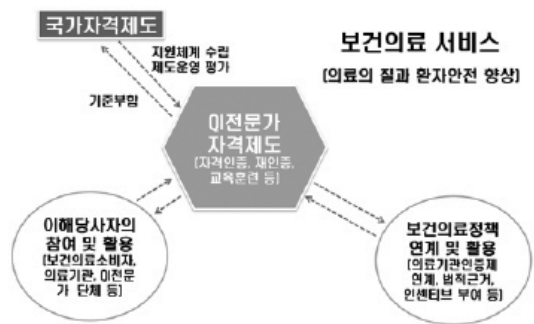 국가자격제도
보건의료 서비스
(의료의 질과 환자안전 향상)
지원체계 수립
제도운영 평가
기준부합
QI전문가
자격제도
(자격인증, 재인증,
교육훈련 등)
이해당사자의
참여 및 활용
(보건의료소비자,
의료기관, 이전문
가 단체 등)
보건의료정책
연계 및 활용
(의료기관인증제
연계, 법적근거,
인센티브 부여 등)